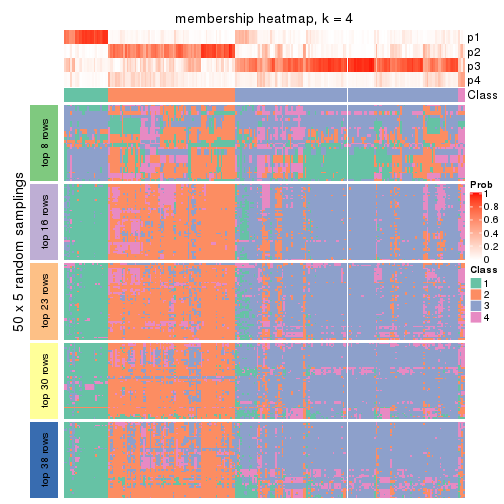 membership heatmap, k = 4
p1
p2
p3
p4
Class
50 x 5 random samplings
top 8 rows
top 16 rows
top 23 rows
top 30 rows
top 38 rows
Prob
1
0.8
0.6
0.4
0.2
0
Class
1
2
3
4